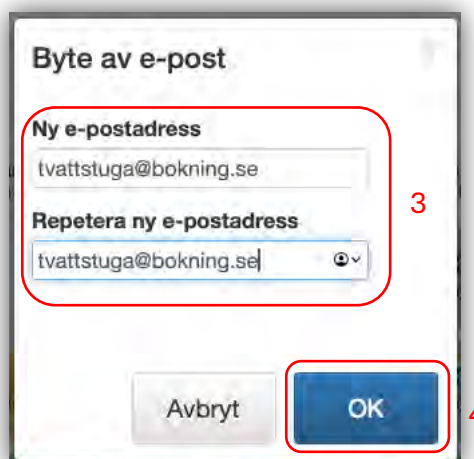 Byte av e-post
Ny e-postadress
tvattstuga@bokning.se
3
Repetera ny e-postadress
tvattstuga@bokning.se
Avbryt
OK
4